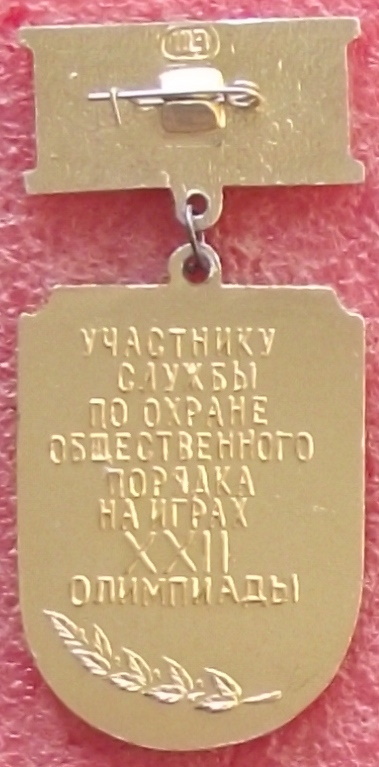 УЧАСТНИКУ
СЛУЖБЫ
ПО ОХРАНЕ
ОБЩЕСТВЕННОГО
ПОРЯДКА
НА ИГРАХ
XXII
ОЛИМПИАДЫ